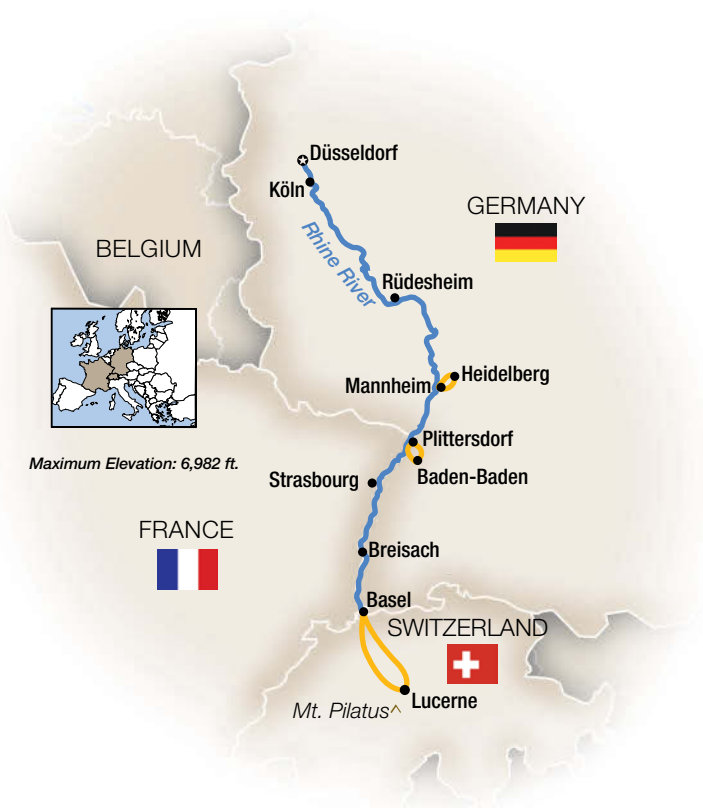 Düsseldorf
Köln
GERMANY
BELGIUM
Rhine River
Rüdesheim
Heidelberg
Mannheim
Plittersdorf
Maximum Elevation: 6,982 ft.
Baden-Baden
Strasbourg
FRANCE
Breisach
Basel
SWITZERLAND
Lucerne
Mt. Pilatus^